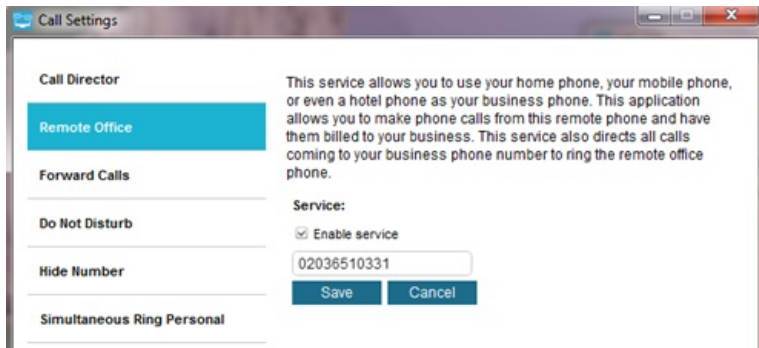 Call Settings
Call Director
Remote Office
Forward Calls
Do Not Disturb
Hide Number
Simultaneous Ring Personal
This service allows you to use your home phone, your mobile phone,
or even a hotel phone as your business phone. This application
allows you to make phone calls from this remote phone and have
them billed to your business. This service also directs all calls
coming to your business phone number to ring the remote office
phone.
Service:
Enable service
02036510331
Save Cancel